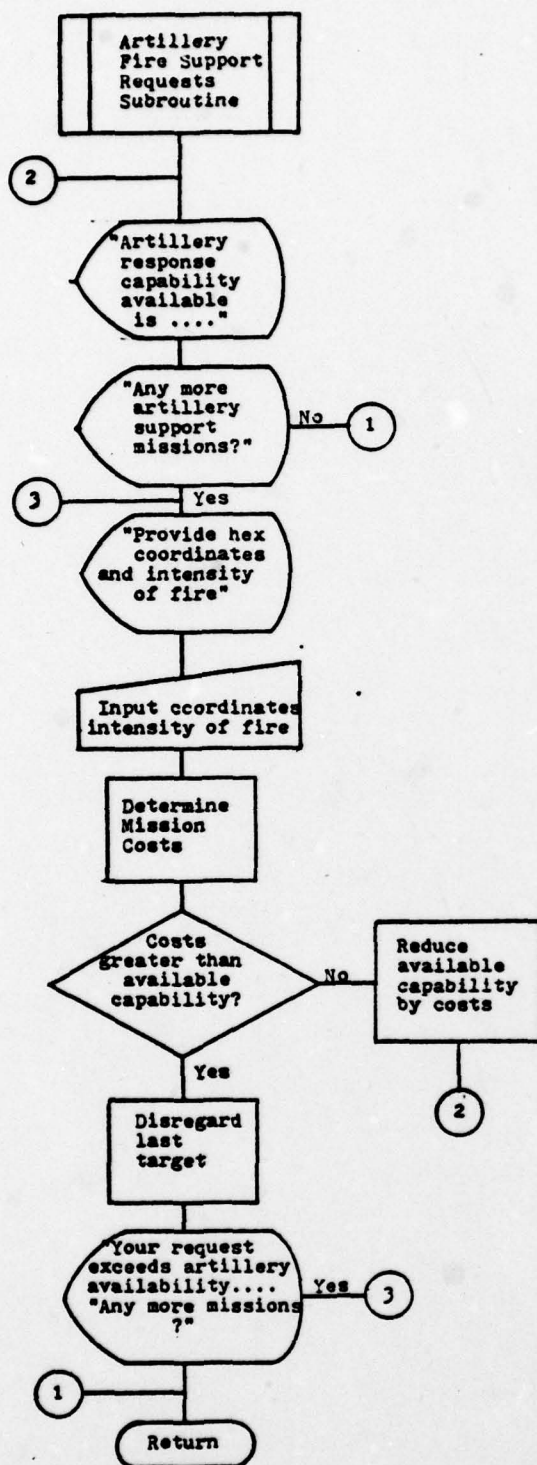 Artillery
Fire Support
Requests
Subroutine
2
"Artillery
response
capability
available
is ...."
"Any more
artillery
support
missions?"
No
1
3
Yes
"Provide hex
coordinates
and intensity
of fire"
Input coordinates
intensity of fire
Determine
Mission
Costs
Costs
greater than
available
capability?
No
Reduce
available
capability
by costs
2
Yes
Disregard
last
target
"Your request
exceeds artillery
availability....
"Any more missions
?"
Yes
3
1
Return